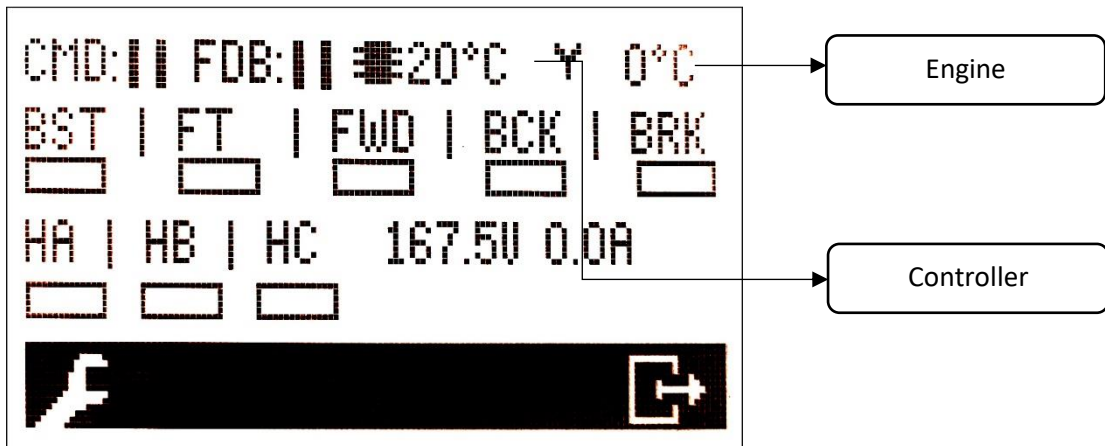 CMD: FDB: 20°C 0°C
Engine
BST | FT | FWD | BCK | BRK
HA | HB | HC 167.5V 0.0A
Controller